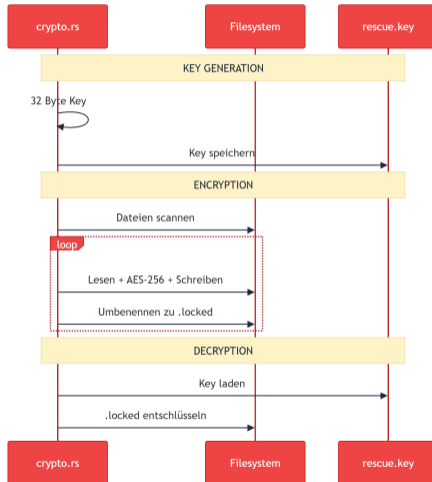 crypto.rs
Filesystem
rescue.key
KEY GENERATION
32 Byte Key
Key speichern
ENCRYPTION
Dateien scannen
loop
Lesen + AES-256 + Schreiben
Umbenennen zu .locked
DECRYPTION
Key laden
.locked entschlüsseln
crypto.rs
Filesystem
rescue.key